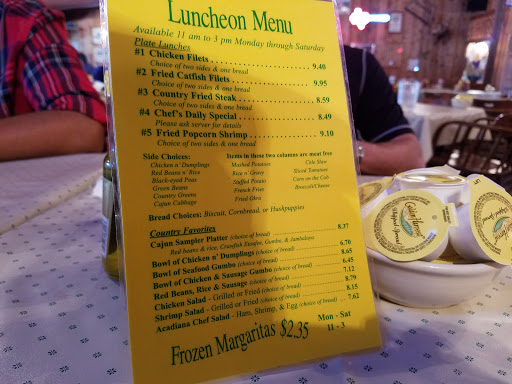 Luncheon Menu
Available 11 am to 3 pm Monday through Saturday
Plate Lunches
#1 Chicken Filets 9.40
Choice of two sides & one bread
#2 Fried Catfish Filets 9.95
Choice of two sides & one bread
#3 Country Fried Steak 8.59
Choice of two sides & one bread
#4 Chef's Daily Special 8.49
Please ask server for details
#5 Fried Popcorn Shrimp 9.10
Choice of two sides & one bread
Side Choices: Items in these two columns are meat free
Chicken n' Dumplings Mashed Potatoes Cole Slaw
Red Beans n' Rice Rice n' Gravy Sliced Tomatoes
Black-eyed Peas Stuffed Potato Corn on the Cob
Green Beans French Fries Broccoli/Cheese
Country Greens Fried Okra
Cajun Cabbage
Bread Choices: Biscuit, Cornbread, or Huskpuppies
Country Favorites
Cajun Sampler Platter (choice of bread) 8.37
Red beans & rice, Crawfish Etoufee, Gumbo, & Jambalaya
Bowl of Chicken n' Dumplings (choice of bread) 6.70
Bowl of Seafood Gumbo (choice of bread) 8.65
Bowl of Chicken & Sausage Gumbo (choice of bread) 6.45
Red Beans, Rice & Sausage (choice of bread) 7.12
Chicken Salad - Grilled or Fried (choice of bread) 8.79
Shrimp Salad - Grilled or Fried (choice of bread) 8.15
Acadiana Chef Salad - Ham, Shrimp, & Egg (choice of bread) 7.62
Frozen Margaritas $2.35
Mon - Sat
11 - 3